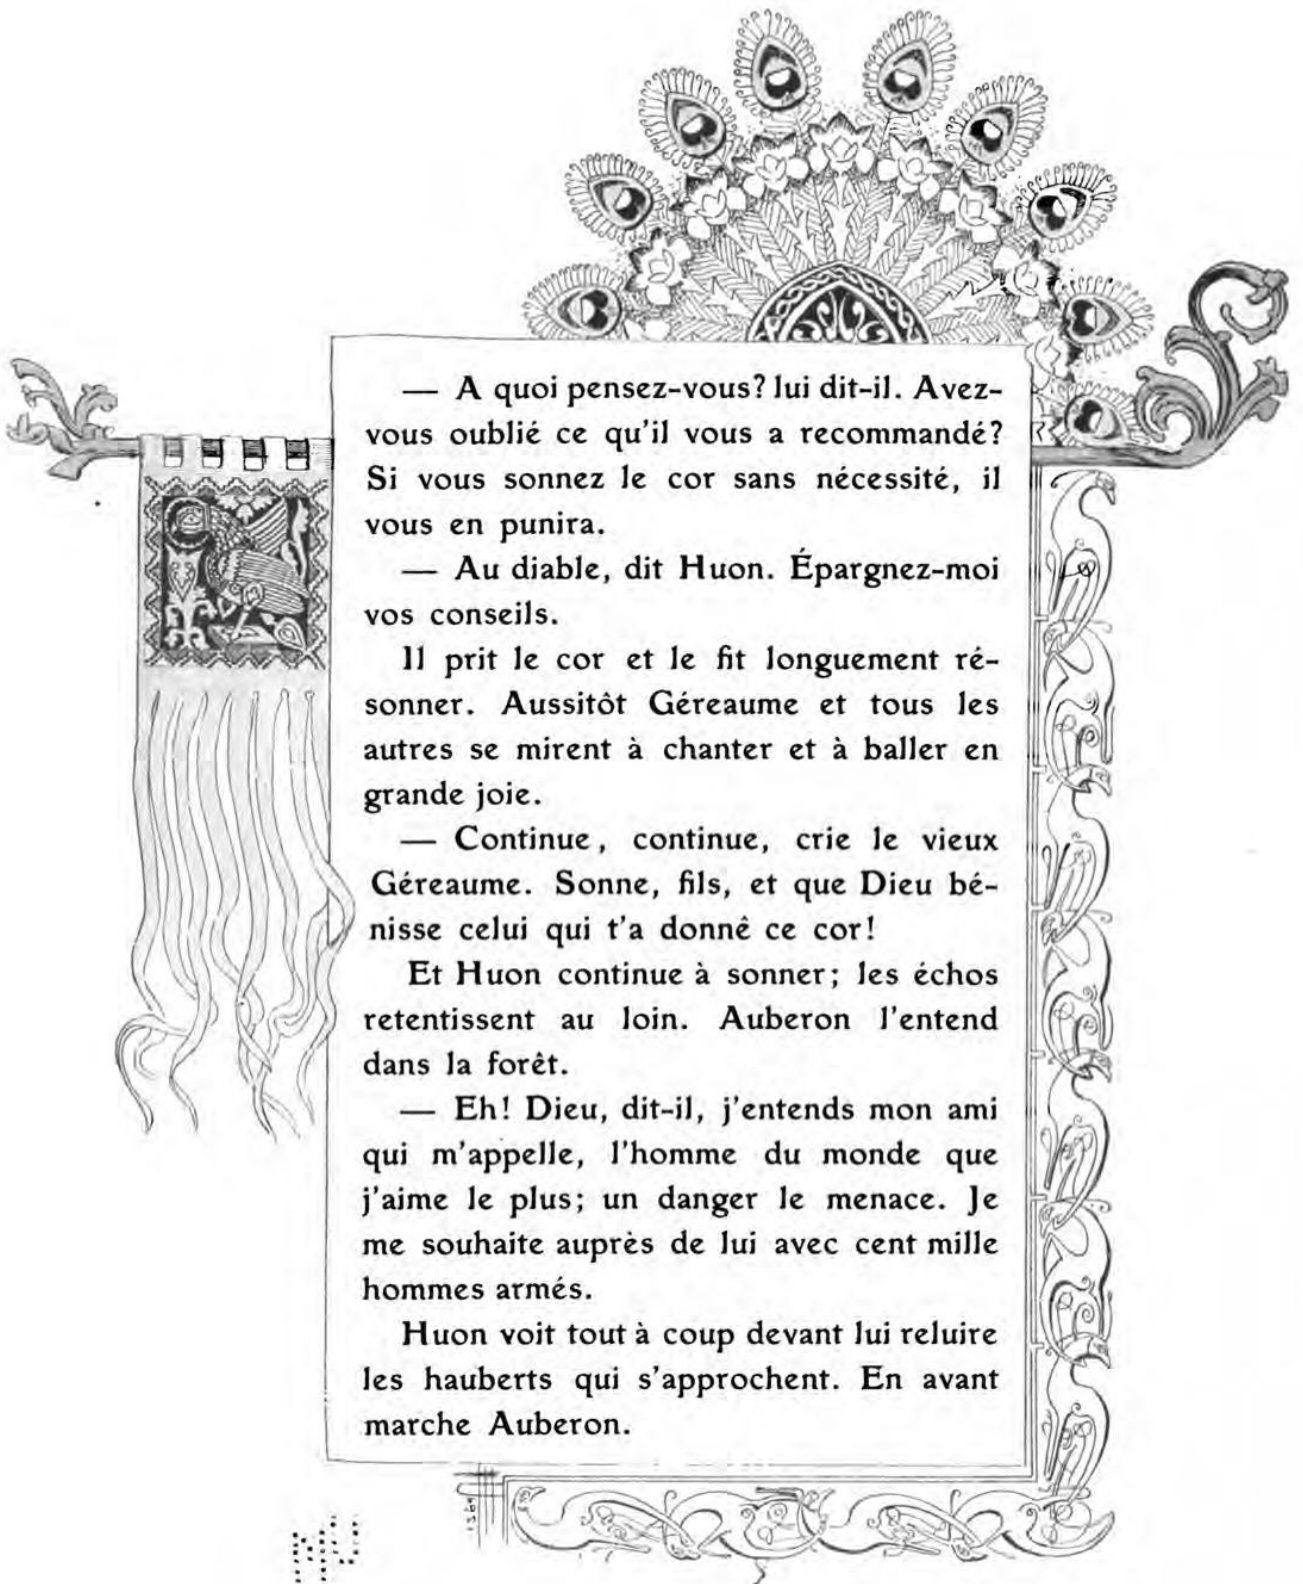 — A quoi pensez-vous? lui dit-il. Avez-
vous oublié ce qu'il vous a recommandé?
Si vous sonnez le cor sans nécessité, il
vous en punira.
— Au diable, dit Huon. Épargnez-moi
vos conseils.
Il prit le cor et le fit longuement ré-
sonner. Aussitôt Géreaume et tous les
autres se mirent à chanter et à baller en
grande joie.
— Continue, continue, crie le vieux
Géreaume. Sonne, fils, et que Dieu bé-
nisse celui qui t'a donné ce cor!
Et Huon continue à sonner; les échos
retentissent au loin. Auberon l'entend
dans la forêt.
— Eh! Dieu, dit-il, j'entends mon ami
qui m'appelle, l'homme du monde que
j'aime le plus; un danger le menace. Je
me souhaite auprès de lui avec cent mille
hommes armés.
Huon voit tout à coup devant lui reluire
les hauberts qui s'approchent. En avant
marche Auberon.